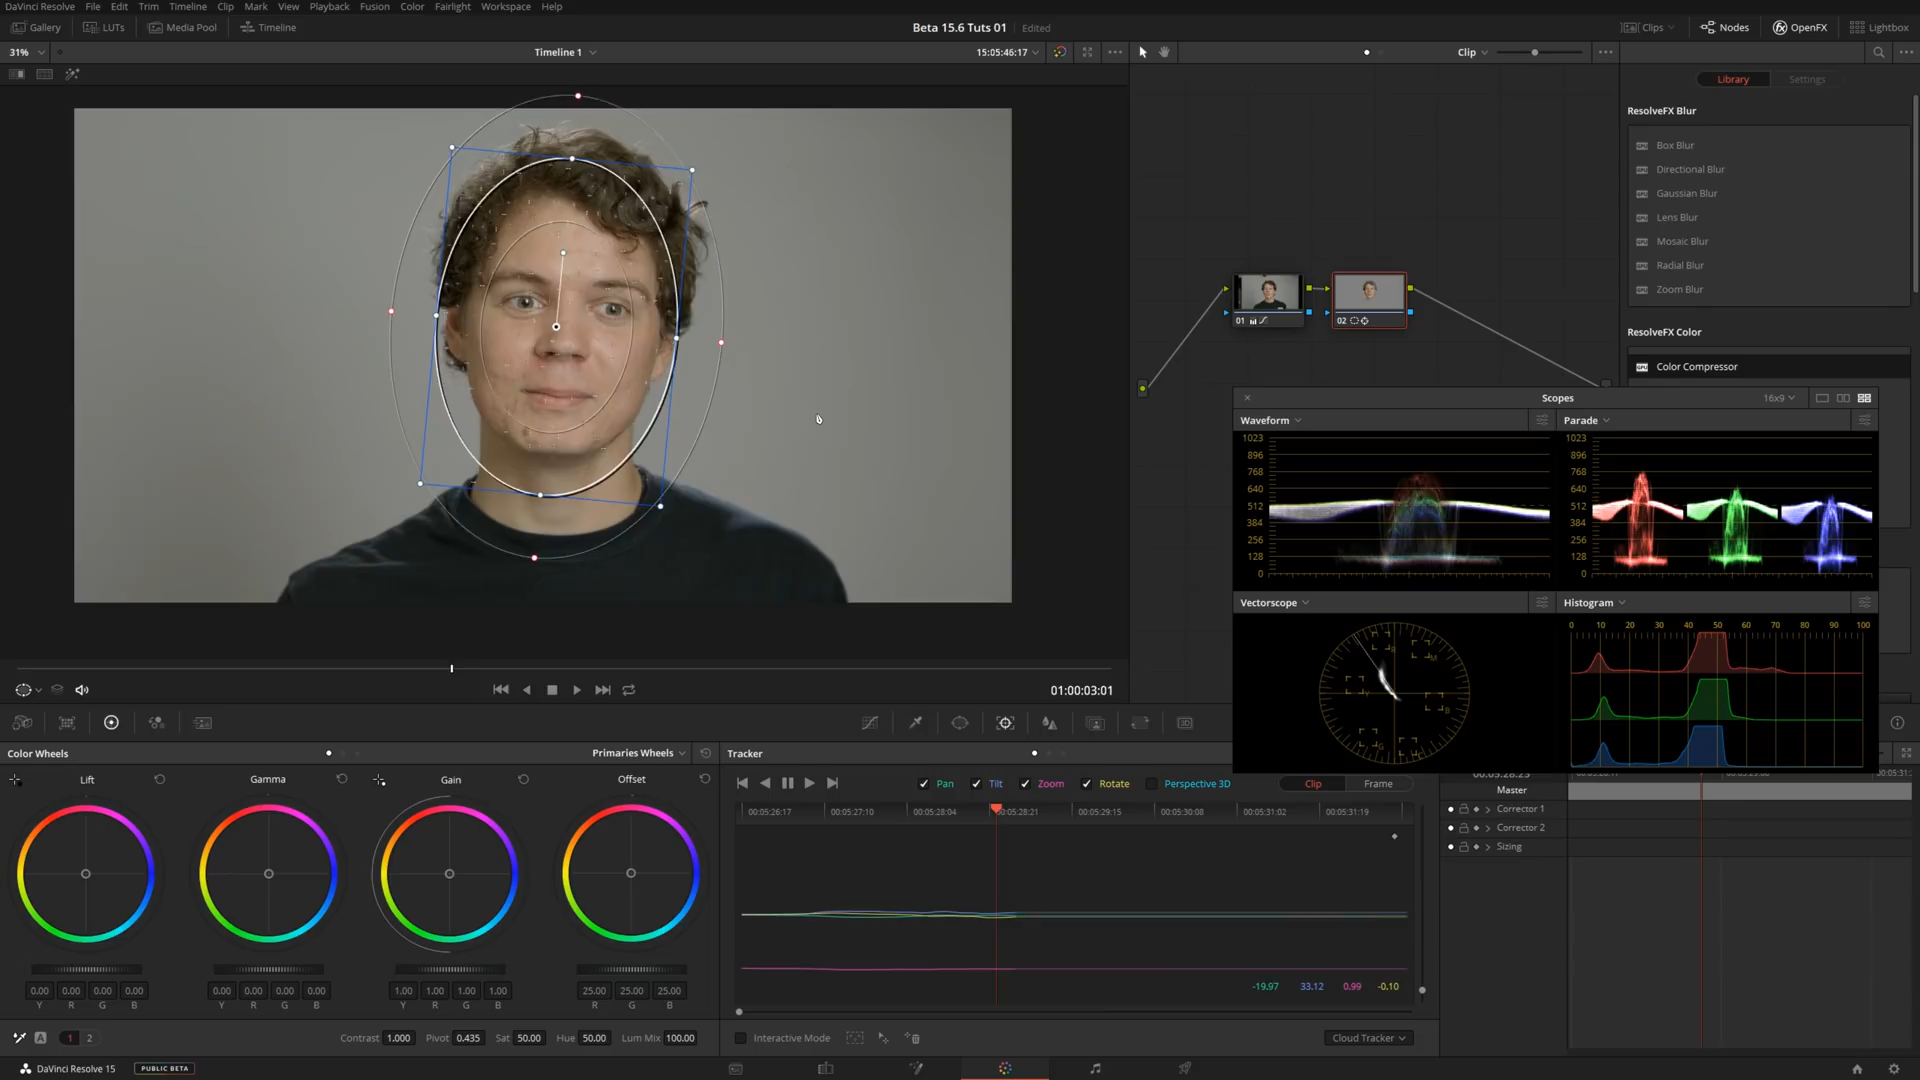 DaVinci Resolve File Edit Trim Timeline Clip Mark View Playback Fusion Color Fairlight Workspace Help
Gallery LUTs Media Pool Timeline Beta 15.6 Tuts 01 Edited Clips Nodes OpenFX Lightbox
31% Timeline 1 15:05:46:17 Clip
Library Settings
ResolveFX Blur
Box Blur
Directional Blur
Gaussian Blur
Lens Blur
Mosaic Blur
Radial Blur
Zoom Blur
01 02
ResolveFX Color
Color Compressor
Scopes 16x9
Waveform Parade
1023 1023
896 896
768 768
640 640
512 512
384 384
256 256
128 128
0 0
Vectorscope Histogram
0 10 20 30 40 50 60 70 80 90 100
R M B G Y
01:00:03:01
Color Wheels Primaries Wheels Tracker
Lift Gamma Gain Offset
Pan Tilt Zoom Rotate Perspective 3D Clip Frame
00:05:26:17 00:05:27:10 00:05:28:04 00:05:28:21 00:05:29:15 00:05:30:08 00:05:31:02 00:05:31:19
Master
Corrector 1
Corrector 2
Sizing
-19.97 33.12 0.99 -0.10
0.00 0.00 0.00 0.00 0.00 0.00 0.00 0.00 1.00 1.00 1.00 1.00 25.00 25.00 25.00
Y R G B Y R G B Y R G B R G B
A 1 2 Contrast 1.000 Pivot 0.435 Sat 50.00 Hue 50.00 Lum Mix 100.00 Interactive Mode Cloud Tracker
DaVinci Resolve 15 PUBLIC BETA